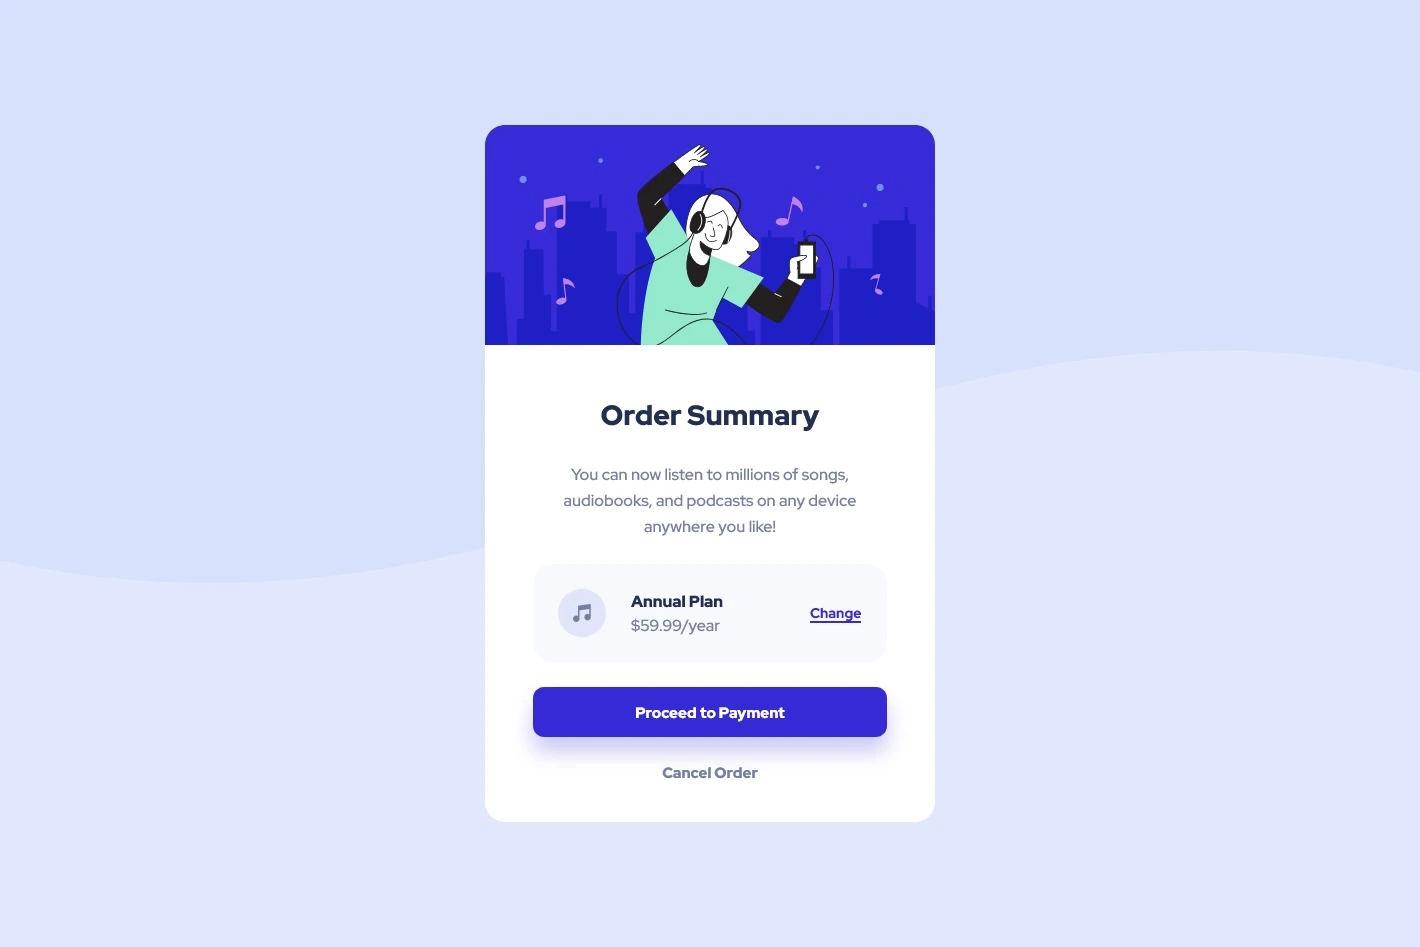 Order Summary
You can now listen to millions of songs,
audiobooks, and podcasts on any device
anywhere you like!
Annual Plan
$59.99/year
Change
Proceed to Payment
Cancel Order